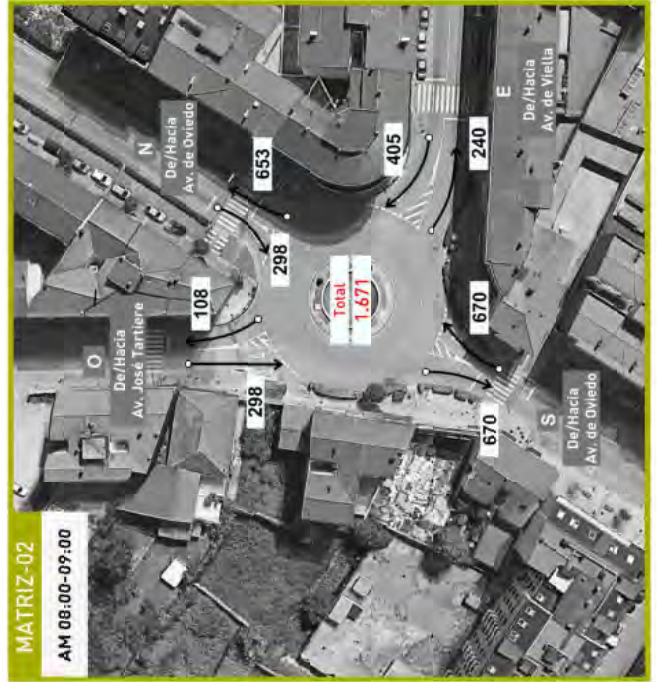 MATRIZ-02
AM 08:00-09:00
O
De/Hacia
Av. José Tartiere
108
298
N
De/Hacia
Av. de Oviedo
653
298
Total
1.671
405
E
De/Hacia
Av. de Viella
240
670
670
S
De/Hacia
Av. de Oviedo